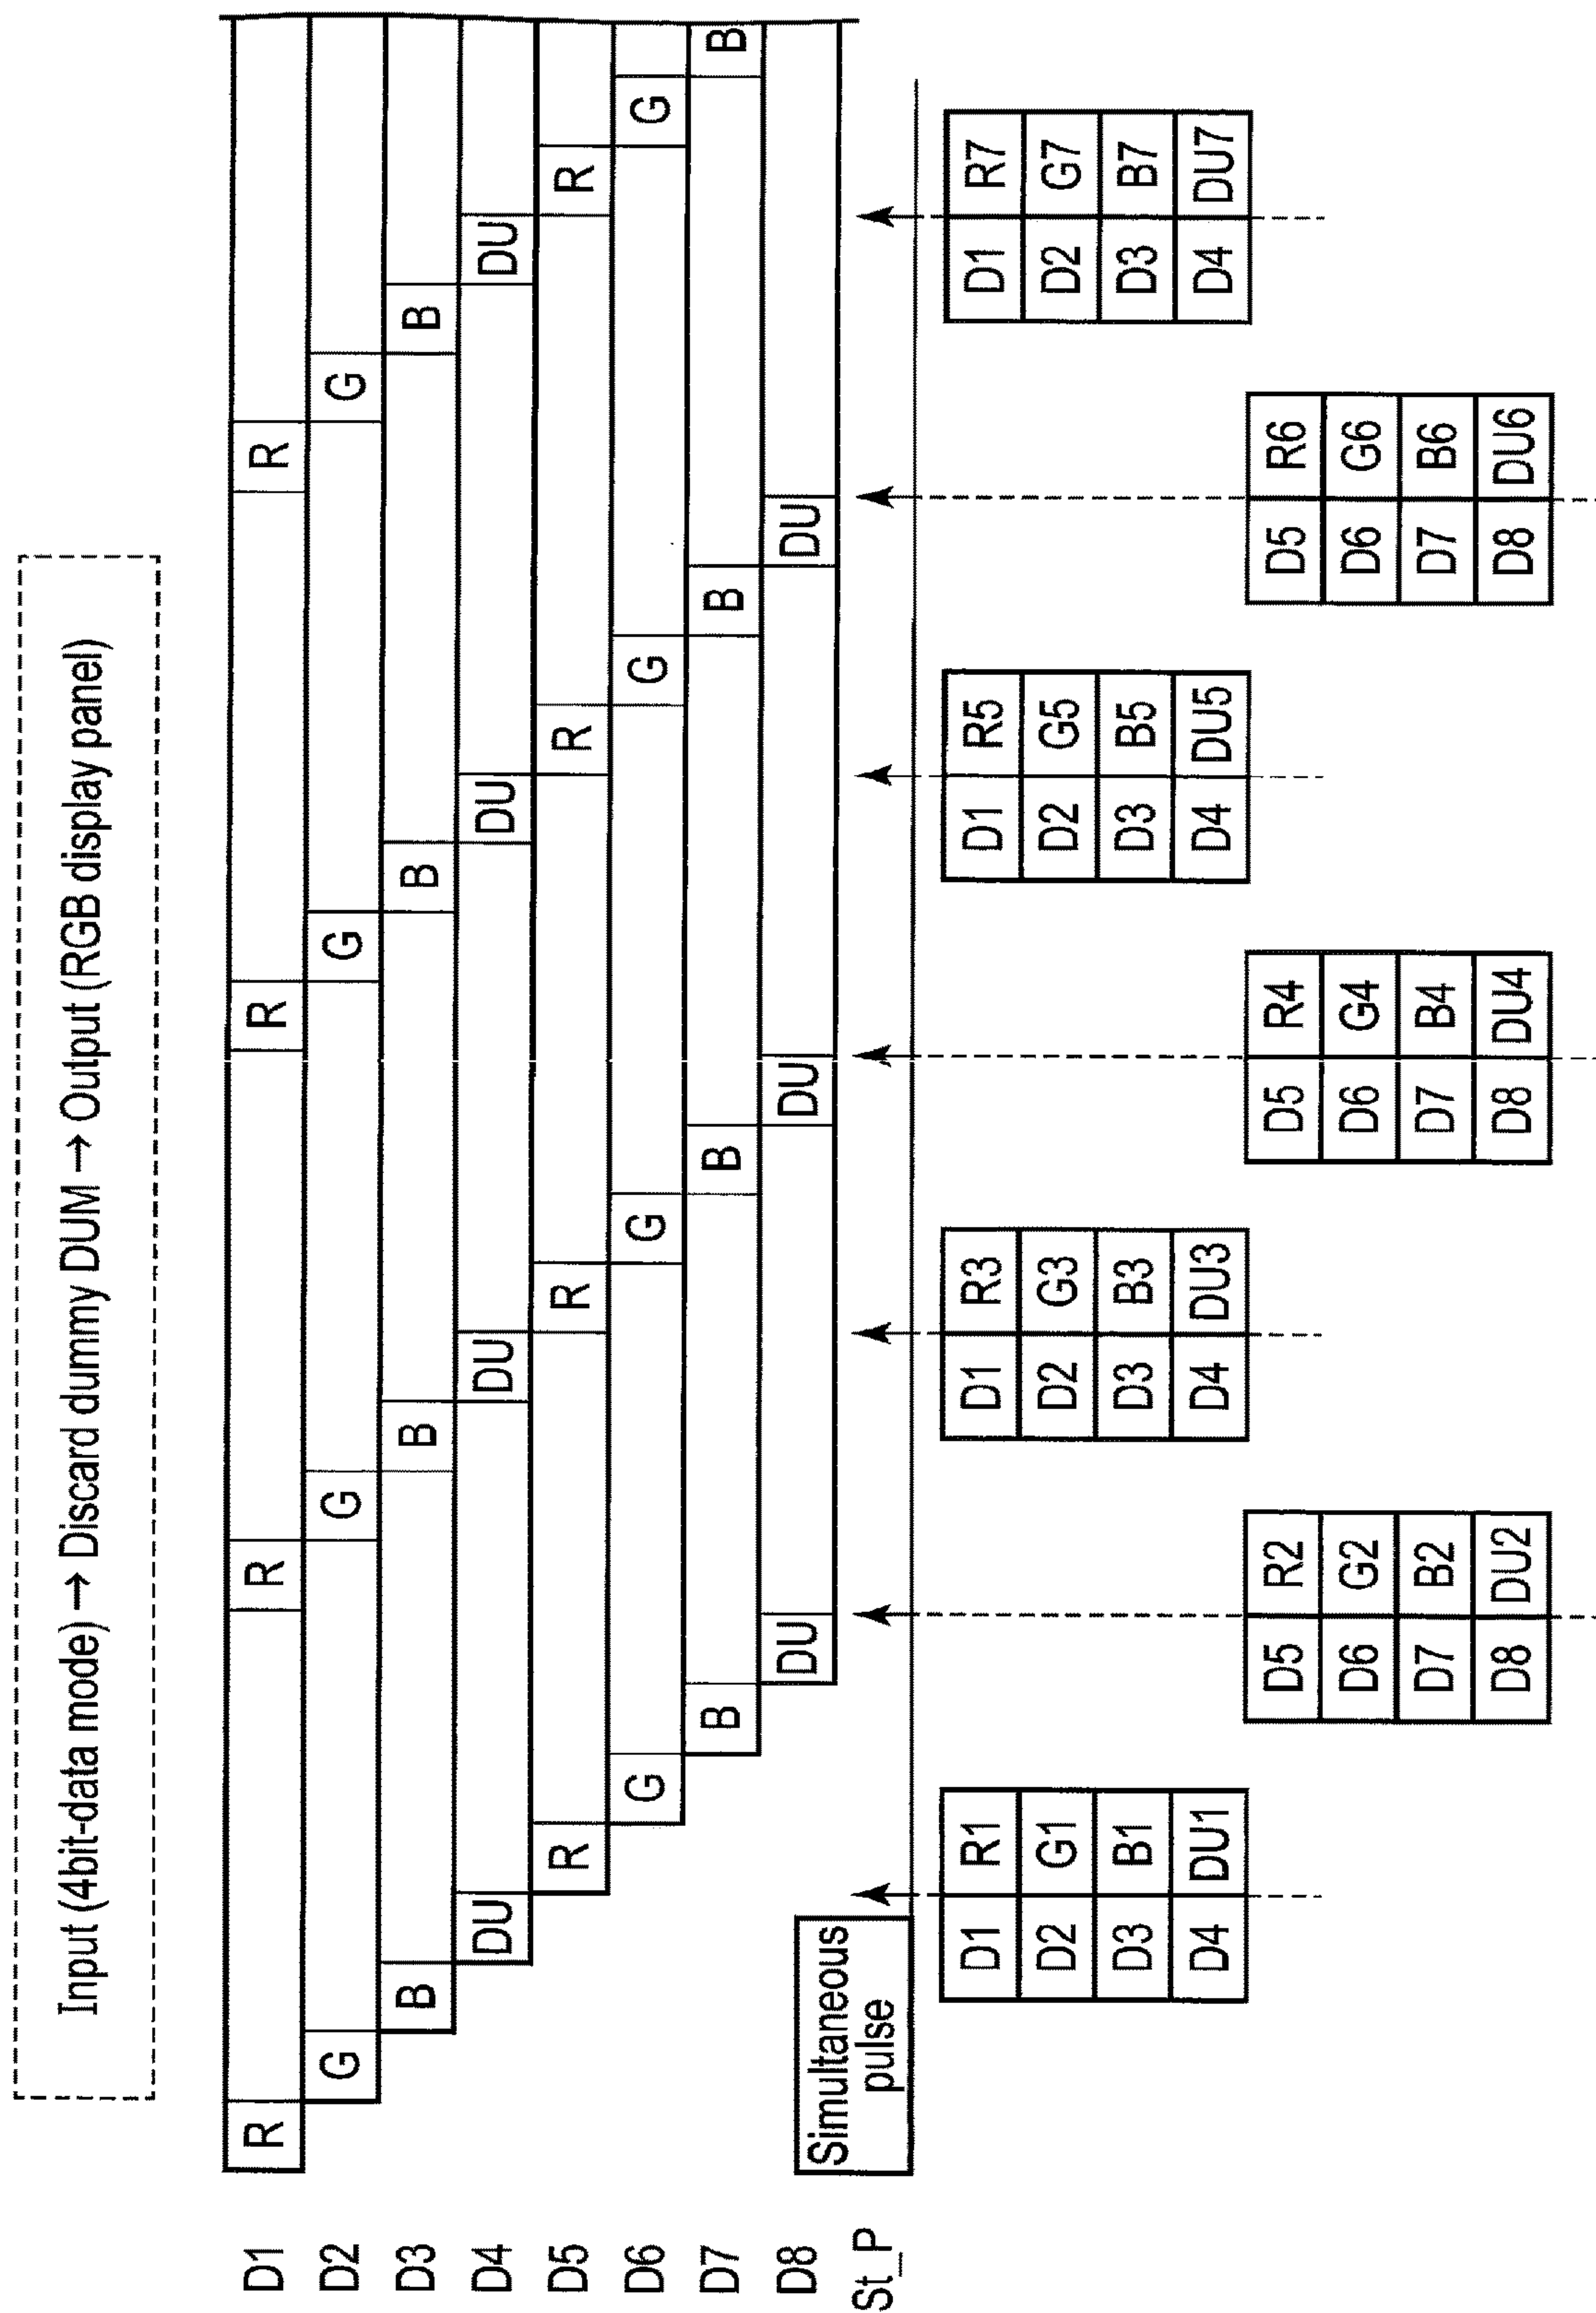 Input (4bit-data mode) → Discard dummy DUM → Output (RGB display panel)
D1 R R R R
D2 G G G G
D3 B B B B
D4 DU DU DU DU
D5 R R R R
D6 G G G G
D7 B B B B
D8 DU DU DU
St_P
Simultaneous
pulse
D1 R1
D2 G1
D3 B1
D4 DU1
D5 R2
D6 G2
D7 B2
D8 DU2
D1 R3
D2 G3
D3 B3
D4 DU3
D5 R4
D6 G4
D7 B4
D8 DU4
D1 R5
D2 G5
D3 B5
D4 DU5
D5 R6
D6 G6
D7 B6
D8 DU6
D1 R7
D2 G7
D3 B7
D4 DU7